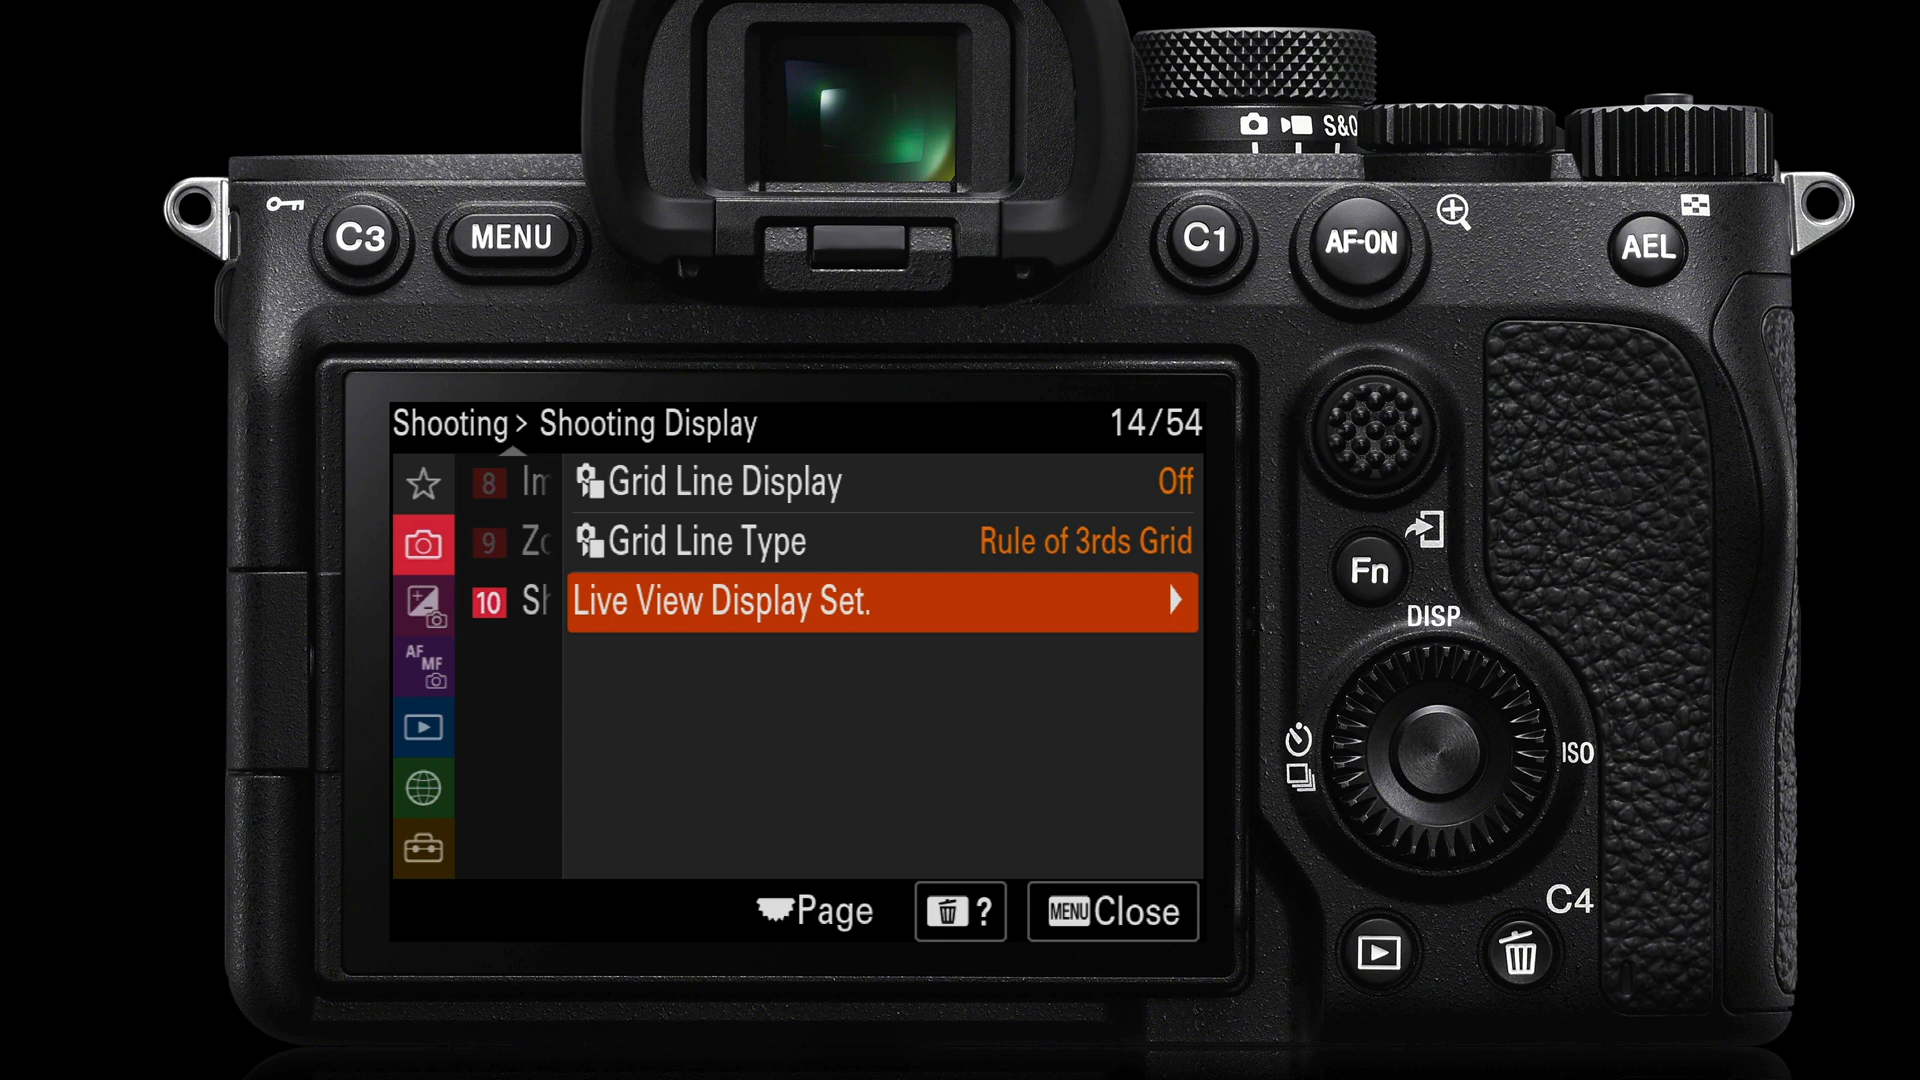 S&Q
C3
MENU
C1
AF-ON
AEL
Shooting > Shooting Display 14/54
8 Grid Line Display Off
9 Grid Line Type Rule of 3rds Grid
10 Live View Display Set.
AF
MF
Page ? MENU Close
Fn
DISP
ISO
C4